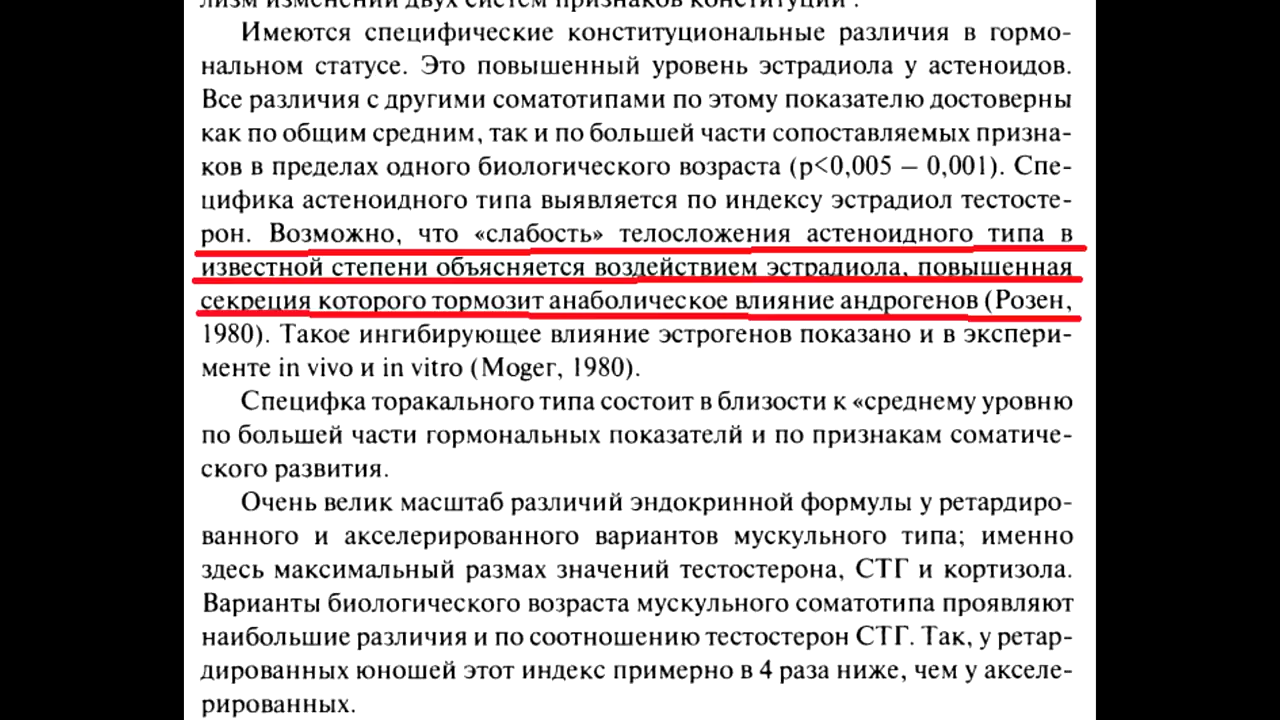 лизм изменений двух систем признаков конституции .
Имеются специфические конституциональные различия в гормо-
нальном статусе. Это повышенный уровень эстрадиола у астеноидов.
Все различия с другими соматотипами по этому показателю достоверны
как по общим средним, так и по большей части сопоставляемых призна-
ков в пределах одного биологического возраста (p<0,005 – 0,001). Спе-
цифика астеноидного типа выявляется по индексу эстрадиол тестосте-
рон. Возможно, что «слабость» телосложения астеноидного типа в
известной степени объясняется воздействием эстрадиола, повышенная
секреция которого тормозит анаболическое влияние андрогенов (Розен,
1980). Такое ингибирующее влияние эстрогенов показано и в экспери-
менте in vivo и in vitro (Moger, 1980).
Специфка торакального типа состоит в близости к «среднему уровню
по большей части гормональных показателй и по признакам соматиче-
ского развития.
Очень велик масштаб различий эндокринной формулы у ретардиро-
ванного и акселерированного вариантов мускульного типа; именно
здесь максимальный размах значений тестостерона, СТГ и кортизола.
Варианты биологического возраста мускульного соматотипа проявляют
наибольшие различия и по соотношению тестостерон СТГ. Так, у ретар-
дированных юношей этот индекс примерно в 4 раза ниже, чем у акселе-
рированных.